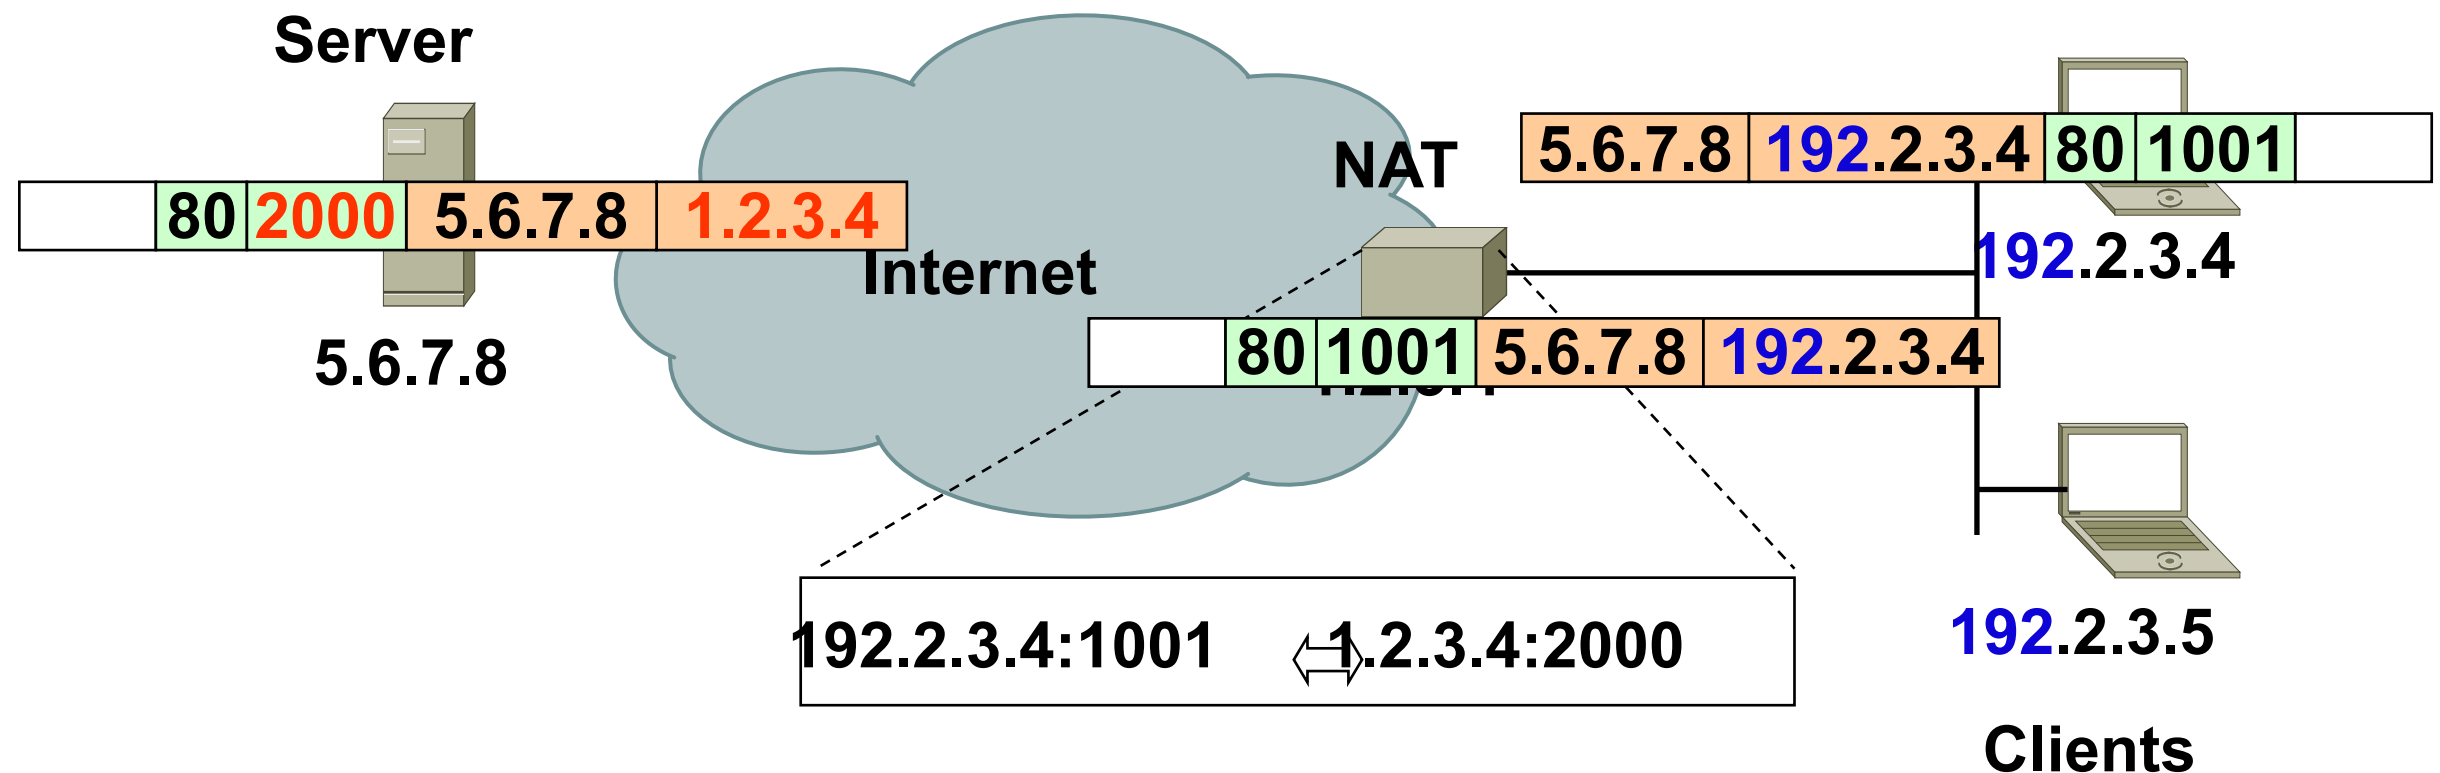 Server
NAT
5.6.7.8 192.2.3.4 80 1001
80 2000 5.6.7.8 1.2.3.4
192.2.3.4
Internet
5.6.7.8
80 1001 5.6.7.8 192.2.3.4
192.2.3.4:1001 1.2.3.4:2000
192.2.3.5
Clients